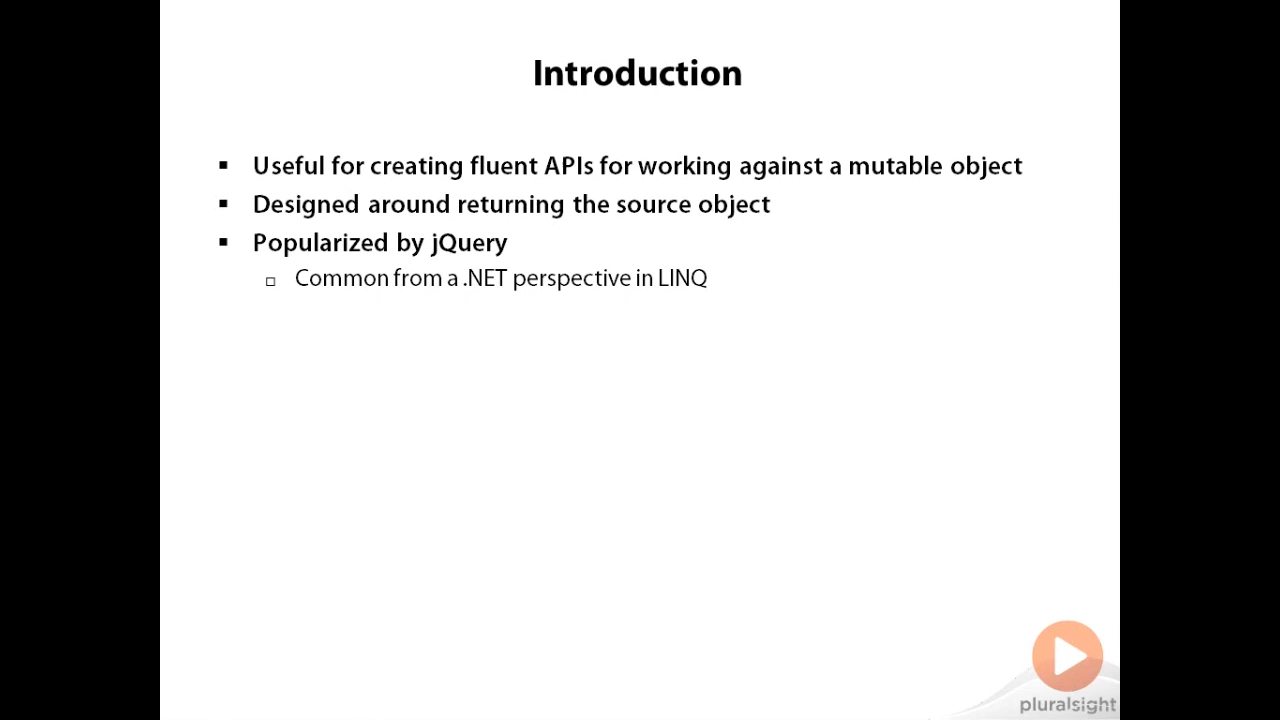 Introduction
▪ Useful for creating fluent APIs for working against a mutable object
▪ Designed around returning the source object
▪ Popularized by jQuery
□ Common from a .NET perspective in LINQ
pluralsight